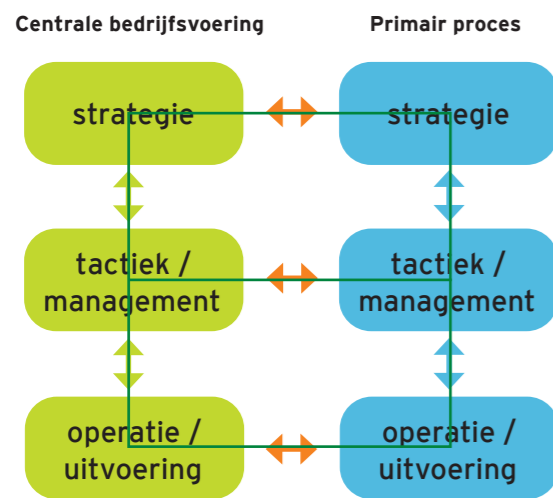 Centrale bedrijfsvoering
Primair proces
strategie
strategie
tactiek /
management
tactiek /
management
operatie /
uitvoering
operatie /
uitvoering